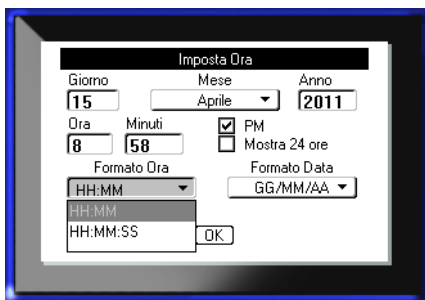 Imposta Ora
Giorno Mese Anno
15 Aprile 2011
Ora Minuti PM
8 58 Mostra 24 ore
Formato Ora Formato Data
HH:MM GG/MM/AA
HH:MM
HH:MM:SS OK